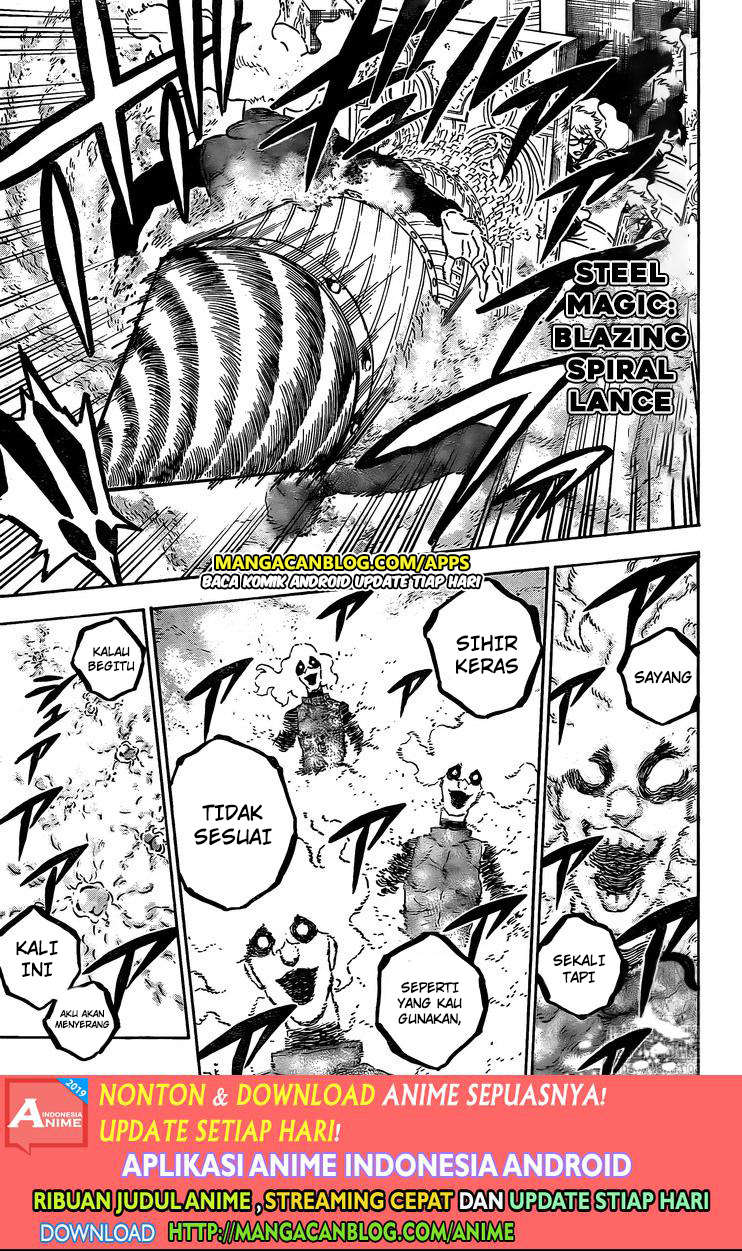 STEEL
MAGIC:
BLAZING
SPIRAL
LANCE
MANGACANBLOG.COM/APPS
BACA KOMIK ANDROID UPDATE TIAP HARI
SAYANG
SEKALI
TAPI
SIHIR
KERAS
SEPERTI
YANG KAU
GUNAKAN,
TIDAK
SESUAI
KALAU
BEGITU
KALI
INI
AKU AKAN
MENYERANG
2019
A INDONESIA
ANIME
NONTON & DOWNLOAD ANIME SEPUASNYA!
UPDATE SETIAP HARI!
APLIKASI ANIME INDONESIA ANDROID
RIBUAN JUDUL ANIME , STREAMING CEPAT DAN UPDATE STIAP HARI
DOWNLOAD HTTP://MANGACANBLOG.COM/ANIME